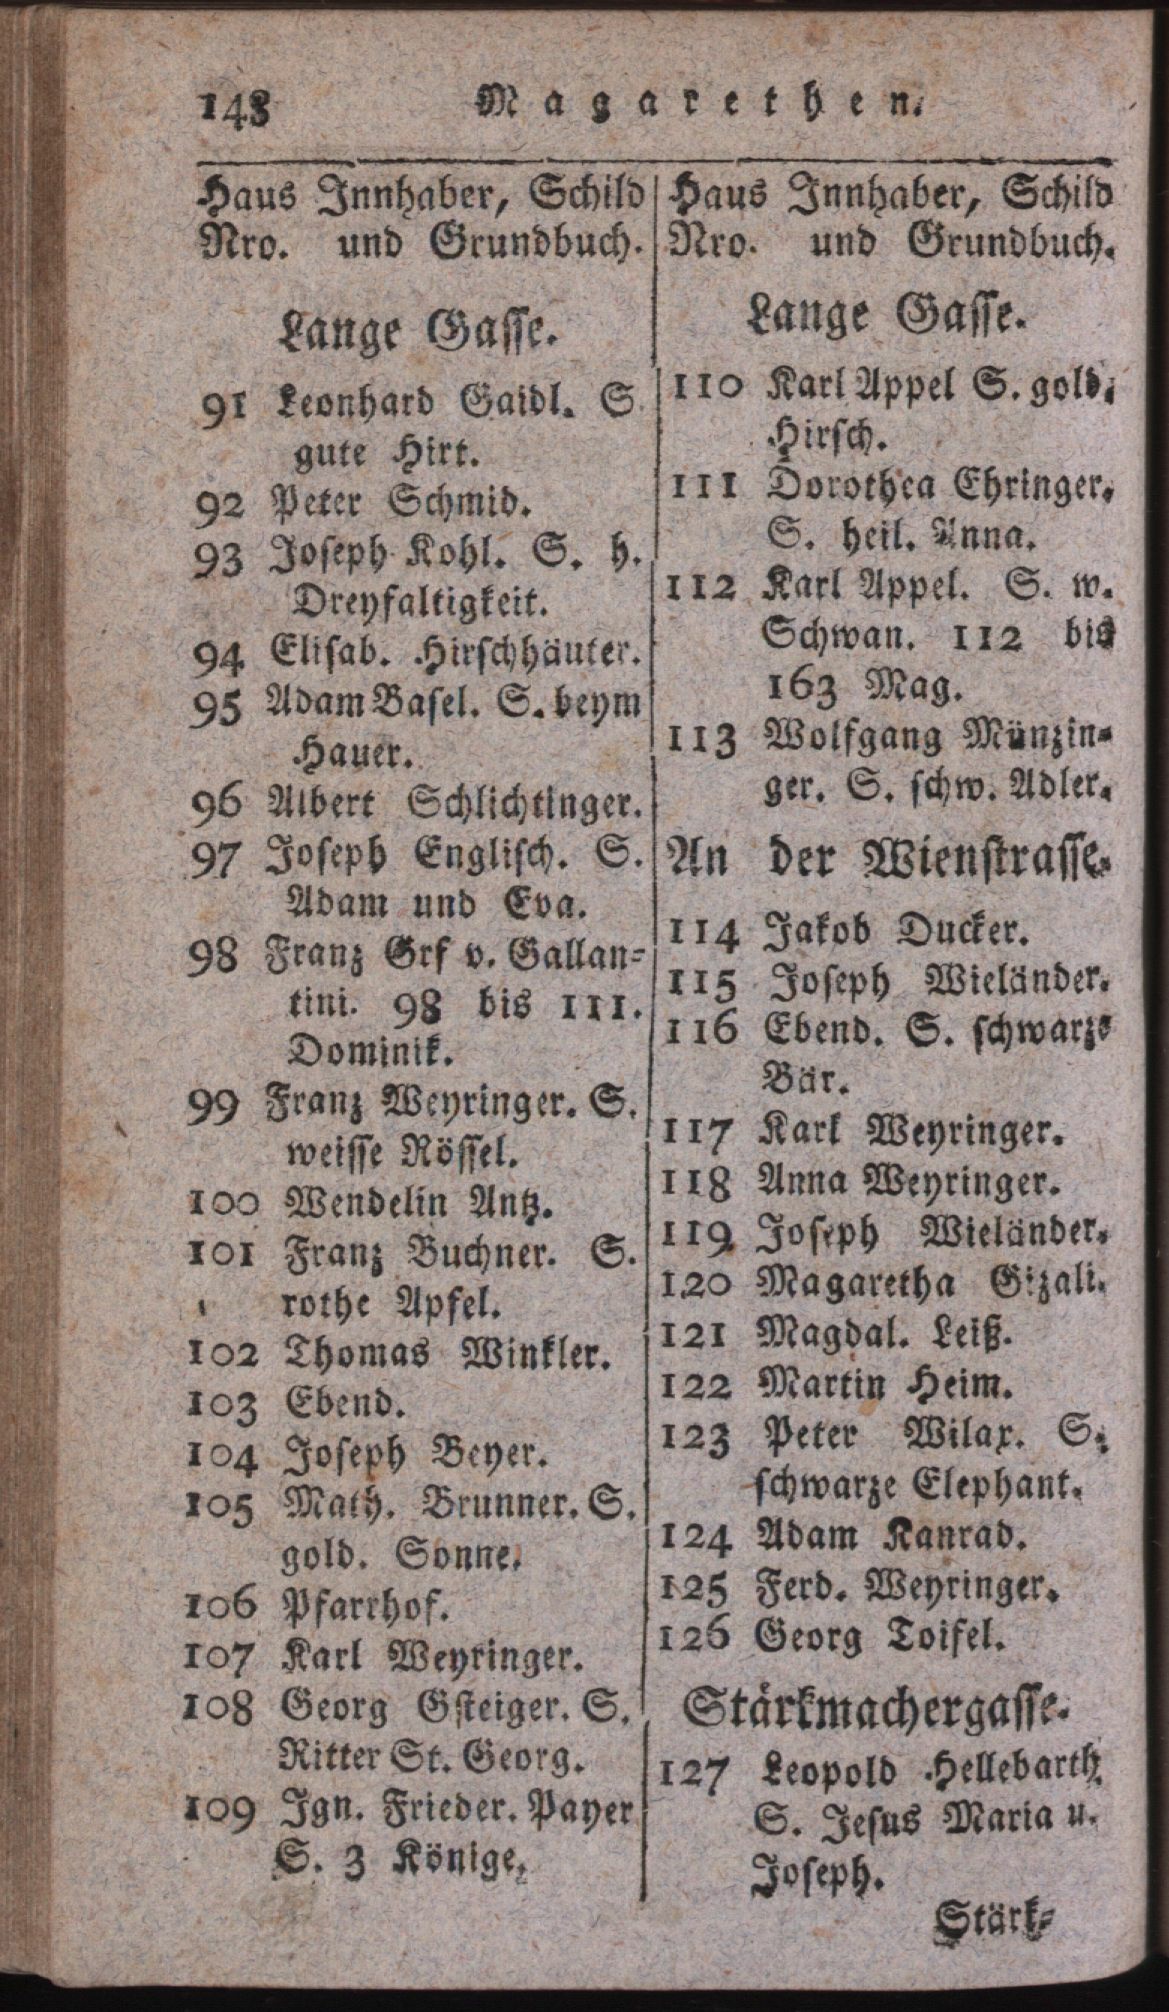 148 Magarethen.
Haus Innhaber, Schild
Nro. und Grundbuch.
Lange Gasse.
91 Leonhard Gaidl. S
gute Hirt.
92 Peter Schmid.
93 Joseph Kohl. S. h.
Dreyfaltigkeit.
94 Elisab. Hirschhäuter.
95 Adam Basel. S. beym
Hauer.
96 Albert Schlichtinger.
97 Joseph Englisch. S.
Adam und Eva.
98 Franz Grf v. Gallan-
tini. 98 bis 111.
Dominik.
99 Franz Weyringer. S.
weisse Rössel.
100 Wendelin Antz.
101 Franz Buchner. S.
rothe Apfel.
102 Thomas Winkler.
103 Ebend.
104 Joseph Beyer.
105 Math. Brunner. S.
gold. Sonne.
106 Pfarrhof.
107 Karl Weyringer.
108 Georg Gsteiger. S.
Ritter St. Georg.
109 Ign. Frieder. Payer
S. 3 Könige.
Haus Innhaber, Schild
Nro. und Grundbuch.
Lange Gasse.
110 Karl Appel S. gold.
Hirsch.
111 Dorothea Ehringer.
S. heil. Anna.
112 Karl Appel. S. w.
Schwan. 112 bis
163 Mag.
113 Wolfgang Münzin-
ger. S. schw. Adler.
An der Wienstrasse.
114 Jakob Ducker.
115 Joseph Wieländer.
116 Ebend. S. schwarze
Bär.
117 Karl Weyringer.
118 Anna Weyringer.
119 Joseph Wieländer.
120 Magaretha Gizali.
121 Magdal. Leiß.
122 Martin Heim.
123 Peter Wilax. S.
schwarze Elephant.
124 Adam Kanrad.
125 Ferd. Weyringer.
126 Georg Toifel.
Stärkmachergasse.
127 Leopold Hellebarth.
S. Jesus Maria u.
Joseph.
Stärk-